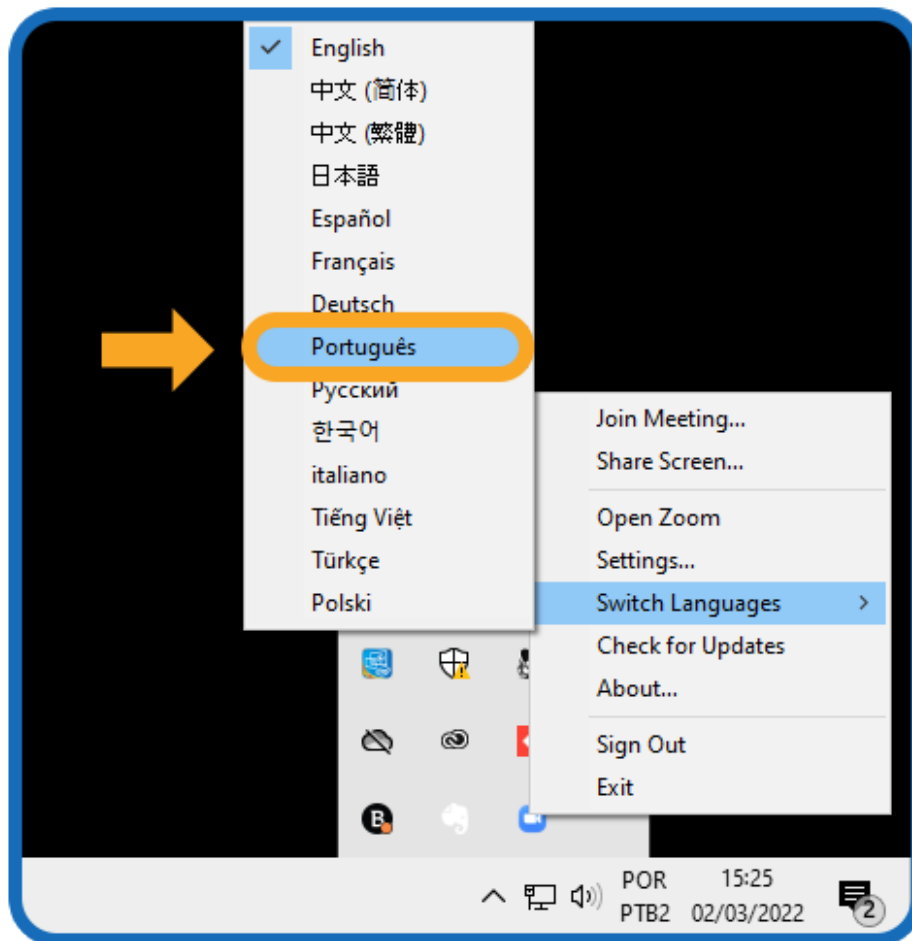 English
中文 (简体)
中文 (繁體)
日本語
Español
Français
Deutsch
Português
Русский
한국어
italiano
Tiếng Việt
Türkçe
Polski
Join Meeting...
Share Screen...
Open Zoom
Settings...
Switch Languages
Check for Updates
About...
Sign Out
Exit
B
POR
PTB2
15:25
02/03/2022
2